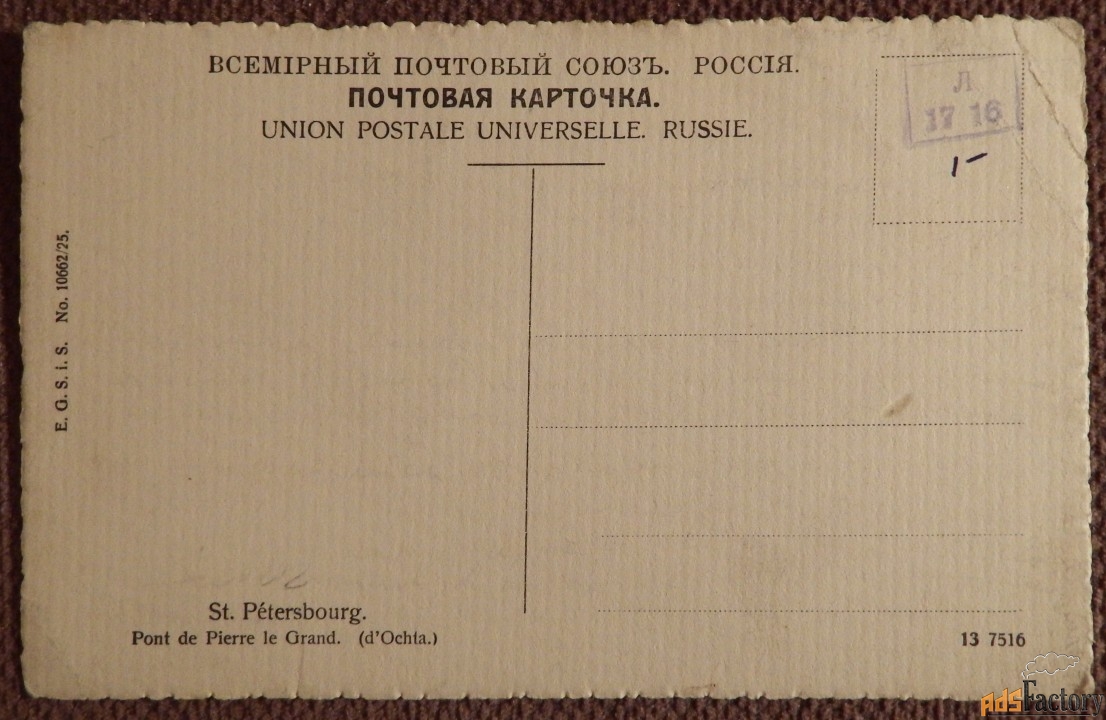 ВСЕМІРНЫЙ ПОЧТОВЫЙ СОЮЗЪ. РОССІЯ.
ПОЧТОВАЯ КАРТОЧКА.
UNION POSTALE UNIVERSELLE. RUSSIE.
Л
17 16
1-
E. G. S. i. S. No. 10662/25.
St. Pétersbourg.
Pont de Pierre le Grand. (d'Ochta.)
13 7516
AdsFactory